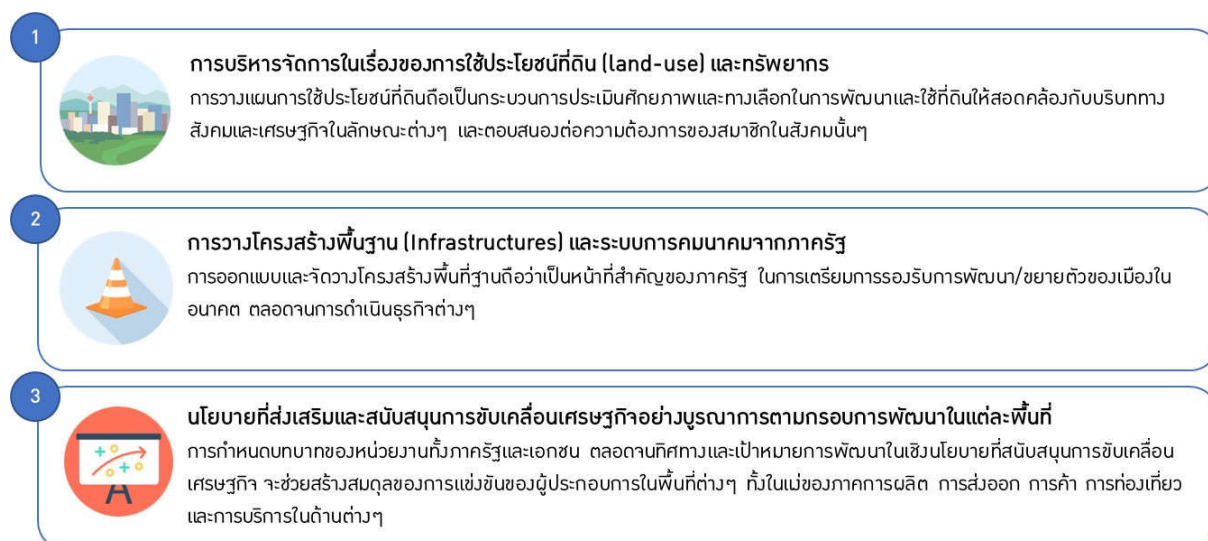 1
การบริหารจัดการในเรื่องของการใช้ประโยชน์ที่ดิน (land-use) และทรัพยากร
การวางแผนการใช้ประโยชน์ที่ดินถือเป็นกระบวนการประเมินศักยภาพและทางเลือกในการพัฒนาและใช้ที่ดินให้สอดคล้องกับบริบททาง
สังคมและเศรษฐกิจในลักษณะต่างๆ และตอบสนองต่อความต้องการของสมาชิกในสังคมนั้นๆ
2
การวางโครงสร้างพื้นฐาน (Infrastructures) และระบบการคมนาคมจากภาครัฐ
การออกแบบและจัดวางโครงสร้างพื้นที่ฐานถือว่าเป็นหน้าที่สำคัญของภาครัฐ ในการเตรียมการรองรับการพัฒนา/ขยายตัวของเมืองใน
อนาคต ตลอดจนการดำเนินธุรกิจต่างๆ
3
นโยบายที่ส่งเสริมและสนับสนุนการขับเคลื่อนเศรษฐกิจอย่างบูรณาการตามกรอบการพัฒนาในแต่ละพื้นที่
การกำหนดบทบาทของหน่วยงานทั้งภาครัฐและเอกชน ตลอดจนทิศทางและเป้าหมายการพัฒนาในเชิงนโยบายที่สนับสนุนการขับเคลื่อน
เศรษฐกิจ จะช่วยสร้างสมดุลของการแข่งขันของผู้ประกอบการในพื้นที่ต่างๆ ทั้งในแง่ของภาคการผลิต การส่งออก การค้า การท่องเที่ยว
และการบริการในด้านต่างๆ